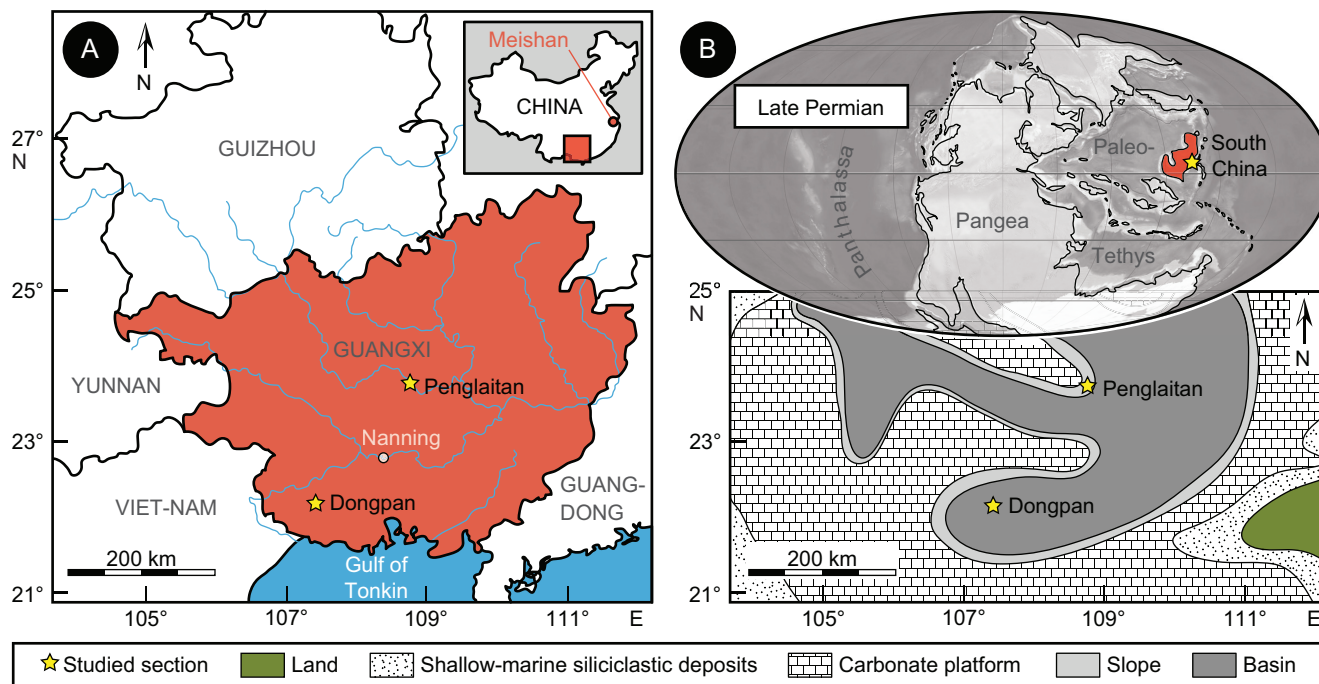 A
N
27°
N
25°
23°
21°
GUIZHOU
Meishan
CHINA
GUANGXI
Penglaitan
YUNNAN
Nanning
Dongpan
VIET-NAM
GUANG-
DONG
200 km
Gulf of
Tonkin
105°
107°
109°
111°
E
B
Late Permian
Panthalassa
Pangea
Paleo-
Tethys
South
China
25°
N
23°
21°
N
Penglaitan
Dongpan
200 km
105°
107°
109°
111°
E
Studied section
Land
Shallow-marine siliciclastic deposits
Carbonate platform
Slope
Basin